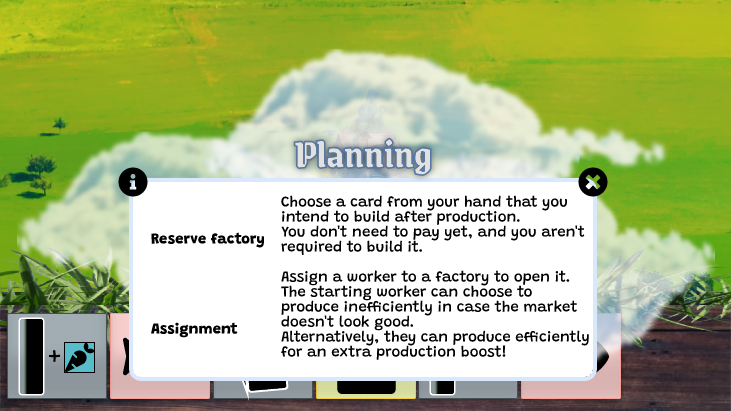 Planning
Choose a card from your hand that you
intend to build after production.
You don't need to pay yet, and you aren't
required to build it.
Reserve factory
Assign a worker to a factory to open it.
The starting worker can choose to
produce inefficiently in case the market
doesn't look good.
Alternatively, they can produce efficiently
for an extra production boost!
Assignment